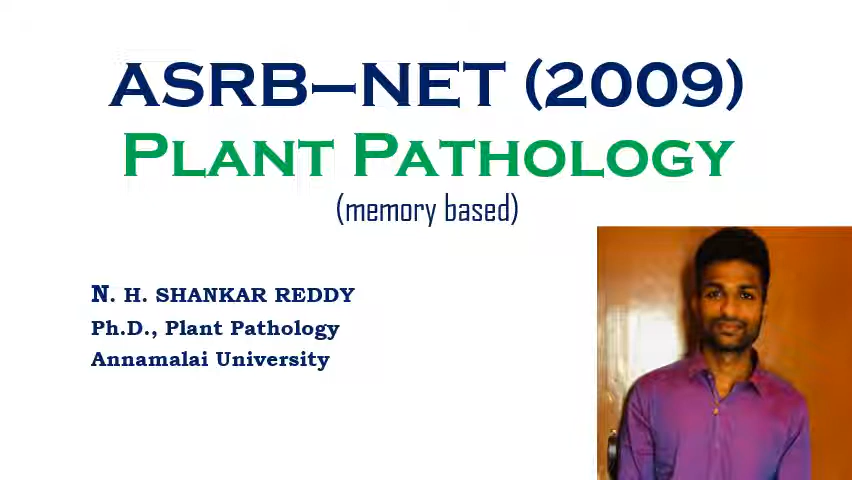 ASRB—NET (2009)
PLANT PATHOLOGY
(memory based)
N. H. SHANKAR REDDY
Ph.D., Plant Pathology
Annamalai University